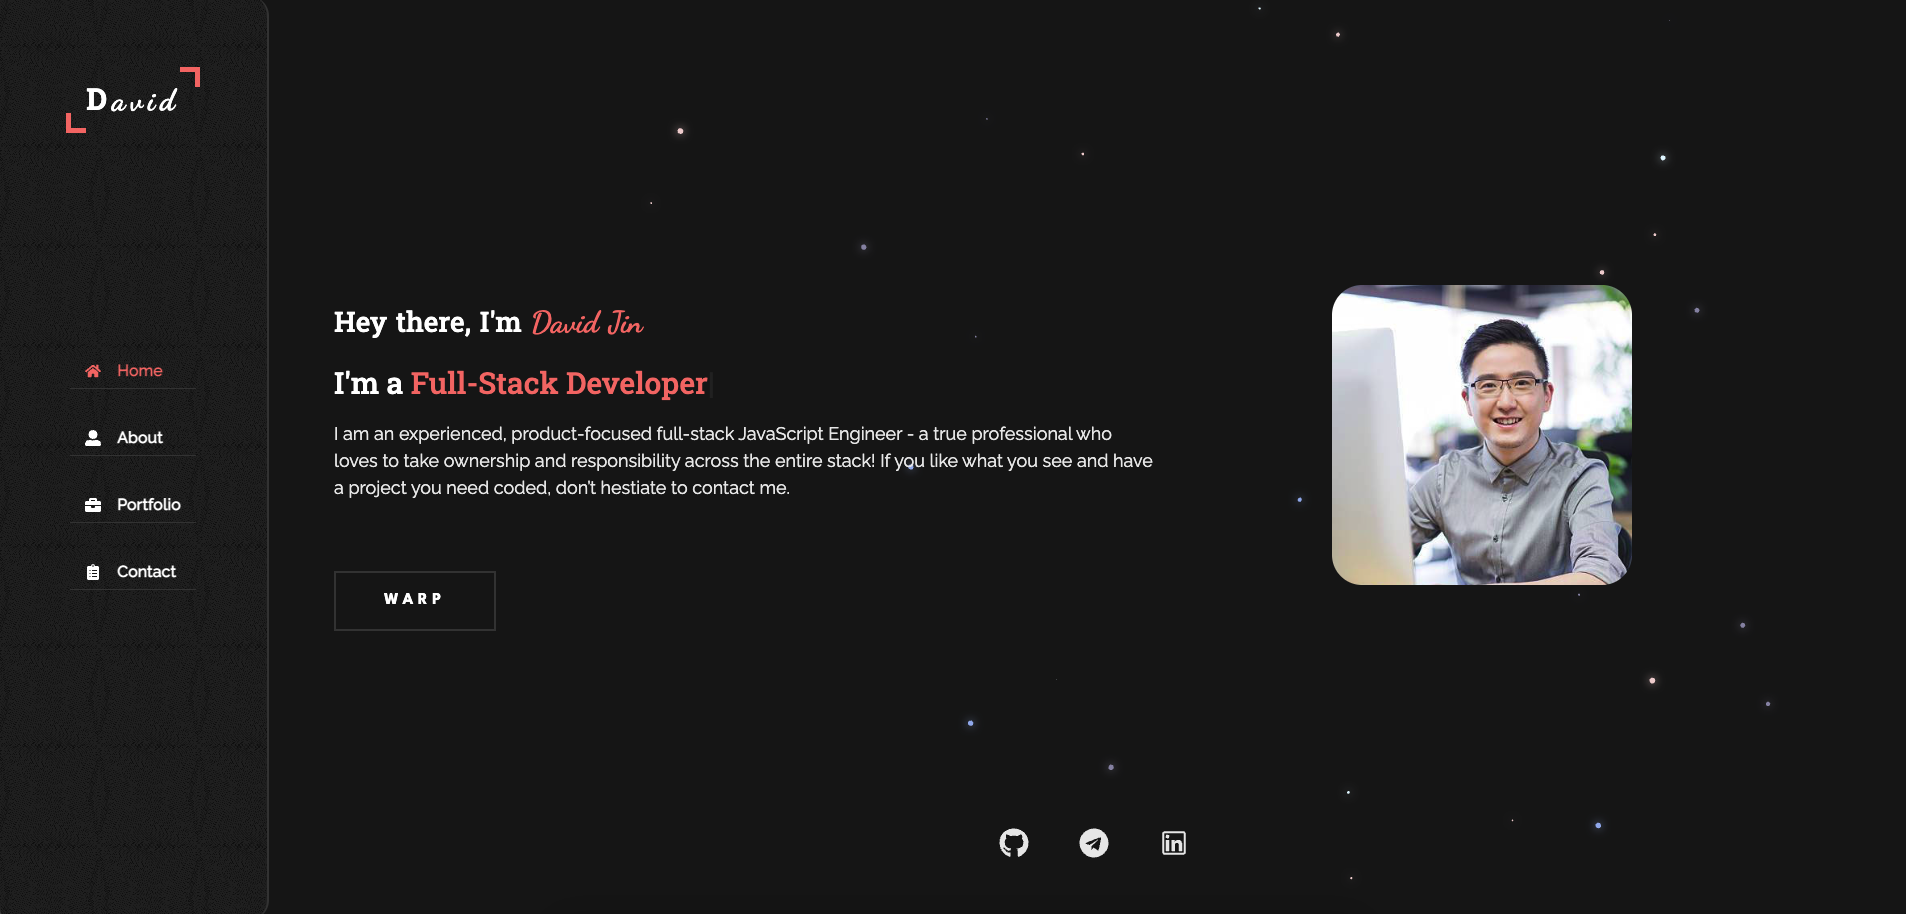 David
Home
About
Portfolio
Contact
Hey there, I'm David Jin
I'm a Full-Stack Developer
I am an experienced, product-focused full-stack JavaScript Engineer - a true professional who
loves to take ownership and responsibility across the entire stack! If you like what you see and have
a project you need coded, don't hestiate to contact me.
WARP
in